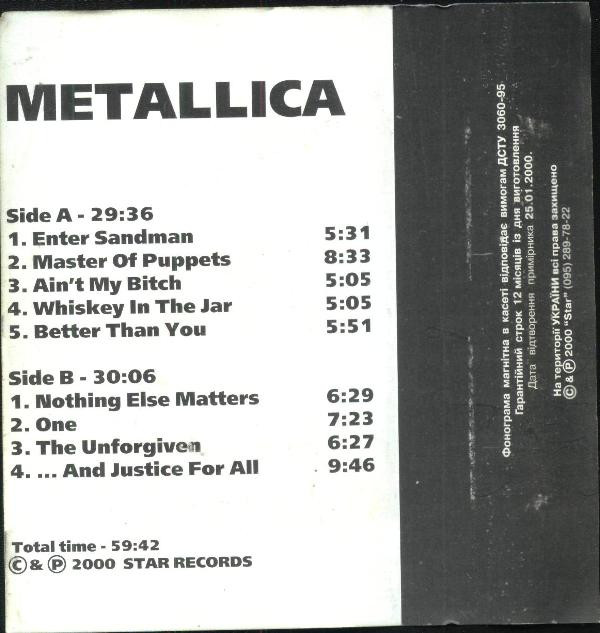 METALLICA
Side A - 29:36
1. Enter Sandman 5:31
2. Master Of Puppets 8:33
3. Ain't My Bitch 5:05
4. Whiskey In The Jar 5:05
5. Better Than You 5:51
Side B - 30:06
1. Nothing Else Matters 6:29
2. One 7:23
3. The Unforgiven 6:27
4. ... And Justice For All 9:46
Total time - 59:42
© & ℗ 2000 STAR RECORDS
Фонограма магнітна в касеті відповідає вимогам ДСТУ 3060-95
Гарантійний строк 12 місяців із дня виготовлення
Дата відтворення примірника 25.01.2000.
На території УКРАЇНИ всі права захищено
© & ℗ 2000 "Star" (095) 289-78-22